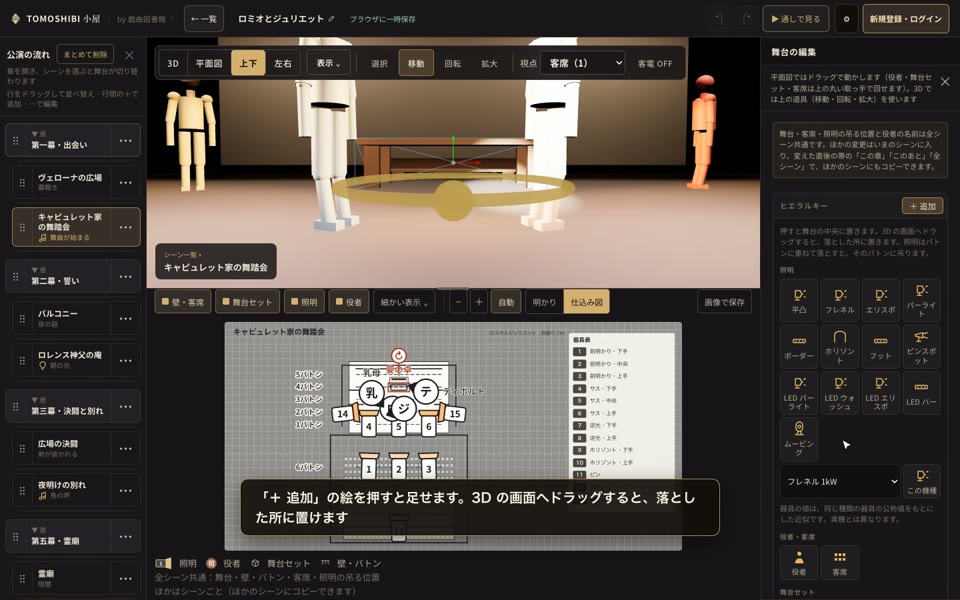 TOMOSHIBI 小屋
by 戯曲図書館
← 一覧
ロミオとジュリエット
ブラウザに一時保存
▶ 通しで見る
新規登録・ログイン
公演の流れ
まとめて削除
章を開き、シーンを選ぶと舞台が切り替わります
行をドラッグして並べ替え・行間の＋で追加・…で編集
▼ 章
第一幕・出会い
ヴェローナの広場
幕開き
キャピュレット家の舞踏会
舞曲が始まる
▼ 章
第二幕・誓い
バルコニー
夜の庭
ロレンス神父の庵
朝の光
▼ 章
第三幕・決闘と別れ
広場の決闘
剣が抜かれる
夜明けの別れ
鳥の声
▼ 章
第五幕・霊廟
霊廟
暗闇
3D
平面図
上下
左右
表示
選択
移動
回転
拡大
視点
客席（1）
客電 OFF
シーン一覧
キャピュレット家の舞踏会
壁・客席
舞台セット
照明
役者
細かい表示
−
＋
自動
明かり
仕込み図
画像で保存
キャピュレット家の舞踏会
器具表
1 前明かり・下手
2 前明かり・中央
3 前明かり・上手
4 サス・下手
5 サス・中央
6 サス・上手
7 逆光・下手
8 逆光・上手
9 ホリゾント・下手
10 ホリゾント・上手
11 ピン
5バトン
4バトン
3バトン
2バトン
1バトン
6バトン
乳母
乳
テ
ジ
ティボルト
14
4
5
6
15
1
2
3
「＋ 追加」の絵を押すと足せます。3D の画面へドラッグすると、落とした所に置けます
照明
役者
舞台セット
壁・バトン
全シーン共通：舞台・壁・バトン・客席・照明の吊る位置
ほかはシーンごと（ほかのシーンにコピーできます）
舞台の編集
平面図ではドラッグで動かします（役者・舞台セット・客席は上の丸い取っ手で回せます）。3D では上の道具（移動・回転・拡大）を使います
舞台・客席・照明の吊る位置と役者の名前は全シーン共通です。ほかの変更はいまのシーンに入り、変えた直後の帯の「この章」「このあと」「全シーン」で、ほかのシーンにもコピーできます。
ヒエラルキー
＋ 追加
押すと舞台の中央に置きます。3D の画面へドラッグすると、落とした所に置きます。照明はバトンに重ねて落とすと、そのバトンに吊ります。
照明
平凸
フレネル
エリスポ
パーライト
ボーダー
ホリゾント
フット
ピンスポット
LED パーライト
LED ウォッシュ
LED エリスポ
LED バー
ムービング
フレネル 1kW
この機種
器具の値は、同じ種類の器具の公称値をもとにした近似です。実機とは異なります。
役者・客席
役者
客席
舞台セット